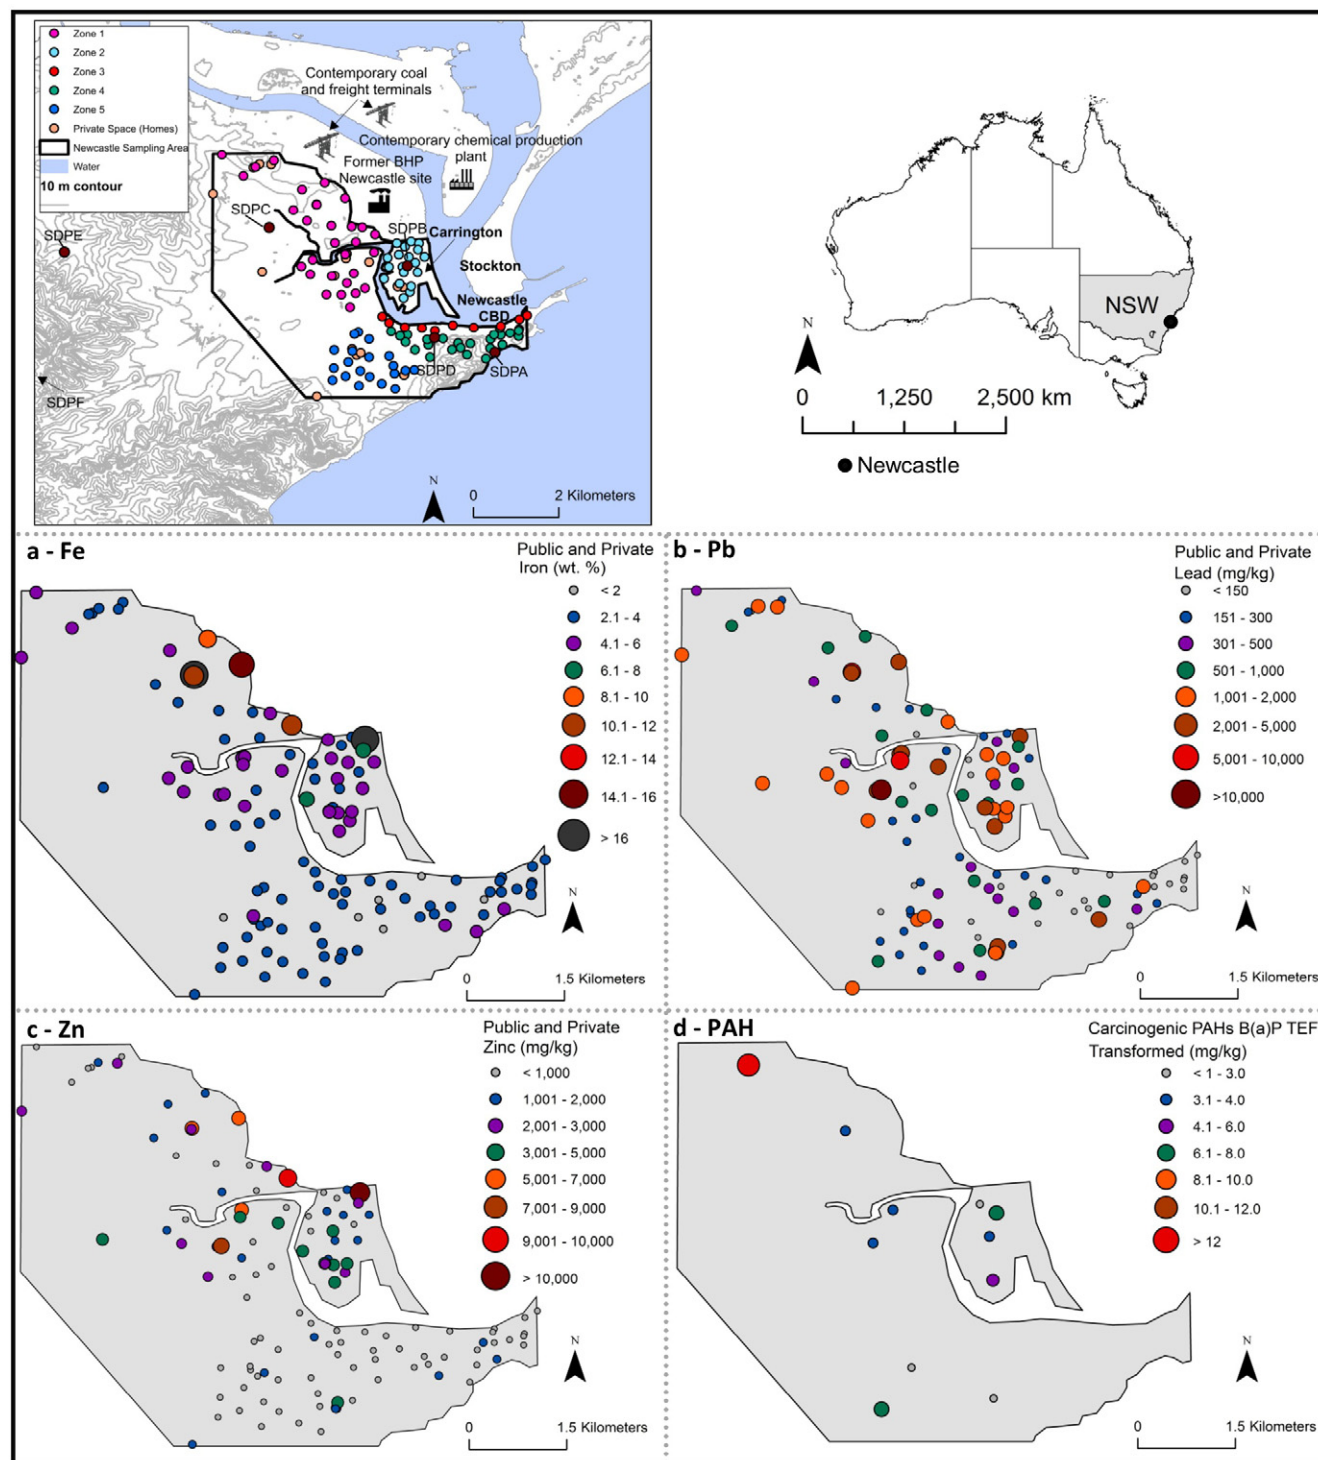 Zone 1
Zone 2
Zone 3
Zone 4
Zone 5
Private Space (Homes)
Newcastle Sampling Area
Water
10 m contour
Contemporary coal
and freight terminals
Contemporary chemical production
plant
Former BHP
Newcastle site
SDPC
SDPE
SDPB
Carrington
Stockton
Newcastle
CBD
SDPD
SDPA
SDPF
N
0
2 Kilometers
NSW
N
0
1,250
2,500 km
Newcastle
a - Fe
Public and Private
Iron (wt. %)
< 2
2.1 - 4
4.1 - 6
6.1 - 8
8.1 - 10
10.1 - 12
12.1 - 14
14.1 - 16
> 16
N
0
1.5 Kilometers
b - Pb
Public and Private
Lead (mg/kg)
< 150
151 - 300
301 - 500
501 - 1,000
1,001 - 2,000
2,001 - 5,000
5,001 - 10,000
>10,000
N
0
1.5 Kilometers
c - Zn
Public and Private
Zinc (mg/kg)
< 1,000
1,001 - 2,000
2,001 - 3,000
3,001 - 5,000
5,001 - 7,000
7,001 - 9,000
9,001 - 10,000
> 10,000
N
0
1.5 Kilometers
d - PAH
Carcinogenic PAHs B(a)P TEF
Transformed (mg/kg)
< 1 - 3.0
3.1 - 4.0
4.1 - 6.0
6.1 - 8.0
8.1 - 10.0
10.1 - 12.0
> 12
N
0
1.5 Kilometers